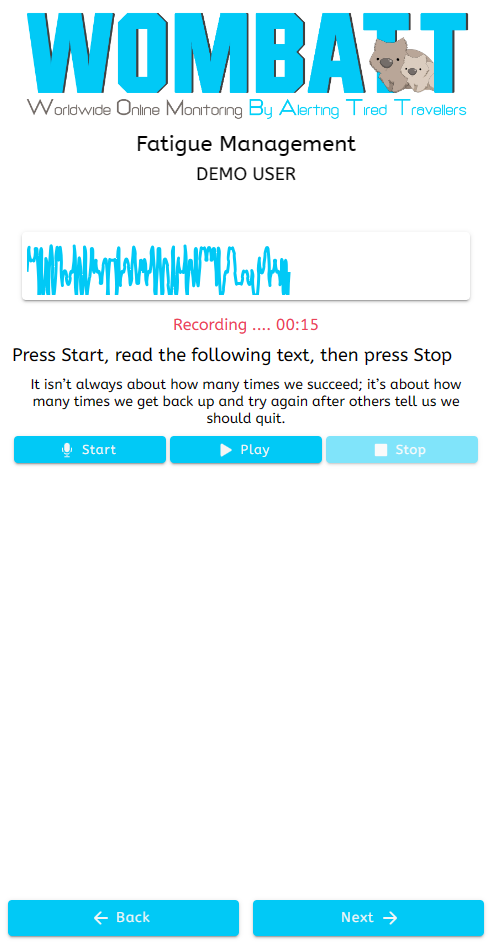 WOMBATT
Worldwide Online Monitoring By Alerting Tired Travellers
Fatigue Management
DEMO USER
Recording .... 00:15
Press Start, read the following text, then press Stop
It isn’t always about how many times we succeed; it’s about how
many times we get back up and try again after others tell us we
should quit.
Start Play Stop
Back Next